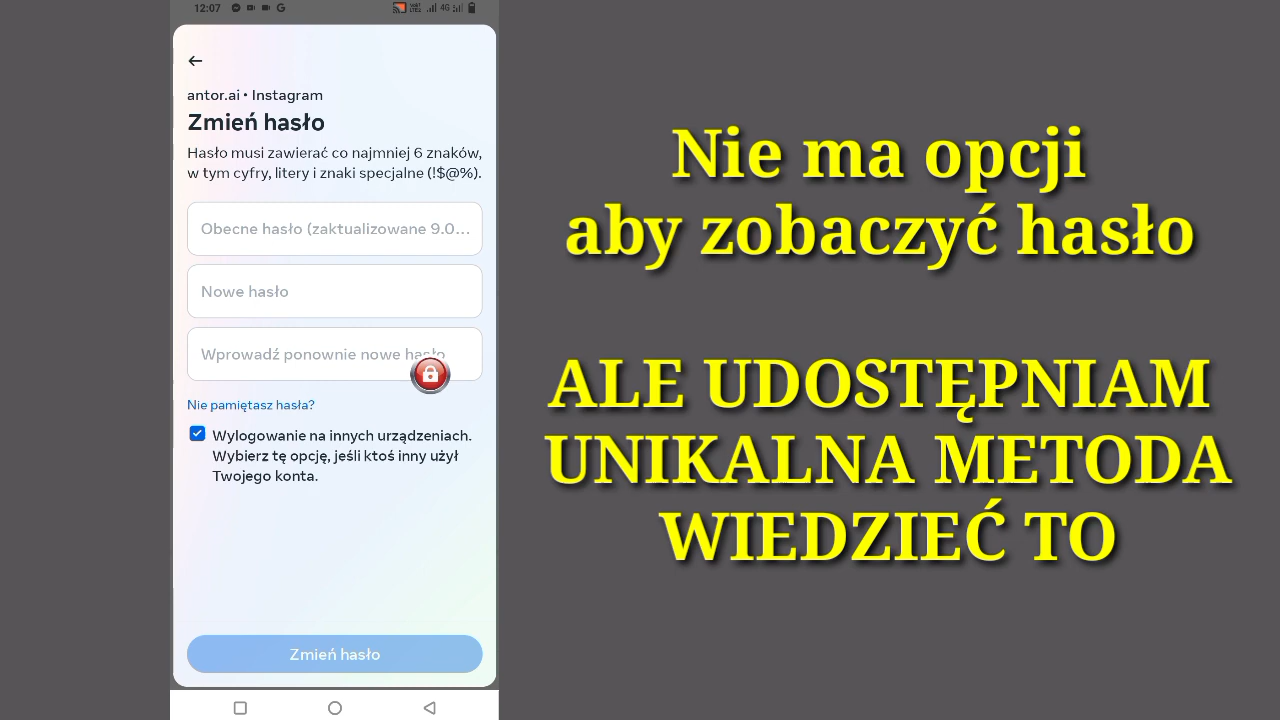 12:07
4G
antor.ai • Instagram
Zmień hasło
Hasło musi zawierać co najmniej 6 znaków,
w tym cyfry, litery i znaki specjalne (!$@%).
Obecne hasło (zaktualizowane 9.0...
Nowe hasło
Wprowadź ponownie nowe hasło
Nie pamiętasz hasła?
Wylogowanie na innych urządzeniach.
Wybierz tę opcję, jeśli ktoś inny użył
Twojego konta.
Zmień hasło
Nie ma opcji
aby zobaczyć hasło
ALE UDOSTĘPNIAM
UNIKALNA METODA
WIEDZIEĆ TO